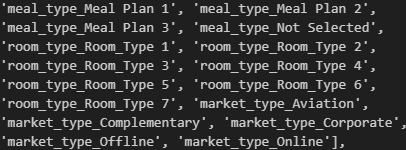 'meal_type_Meal Plan 1', 'meal_type_Meal Plan 2',
'meal_type_Meal Plan 3', 'meal_type_Not Selected',
'room_type_Room_Type 1', 'room_type_Room_Type 2',
'room_type_Room_Type 3', 'room_type_Room_Type 4',
'room_type_Room_Type 5', 'room_type_Room_Type 6',
'room_type_Room_Type 7', 'market_type_Aviation',
'market_type_Complementary', 'market_type_Corporate',
'market_type_Offline', 'market_type_Online'],